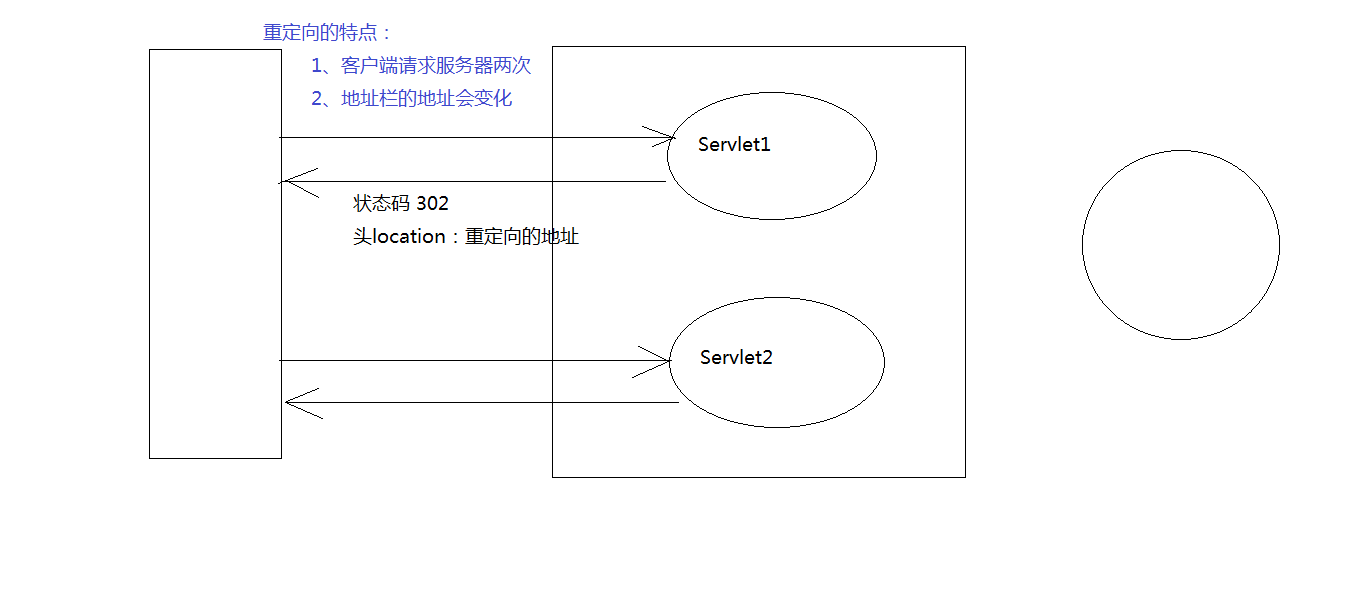 重定向的特点：
1、客户端请求服务器两次
2、地址栏的地址会变化
Servlet1
状态码 302
头location：重定向的地址
Servlet2